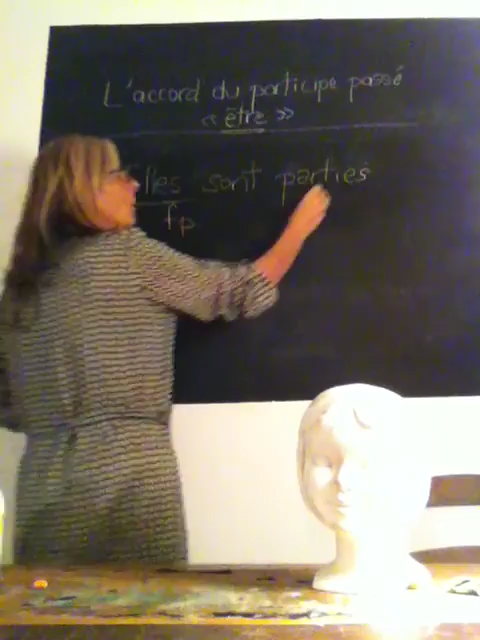 L'accord du participe passé
« être »
Elles sont parties
fp